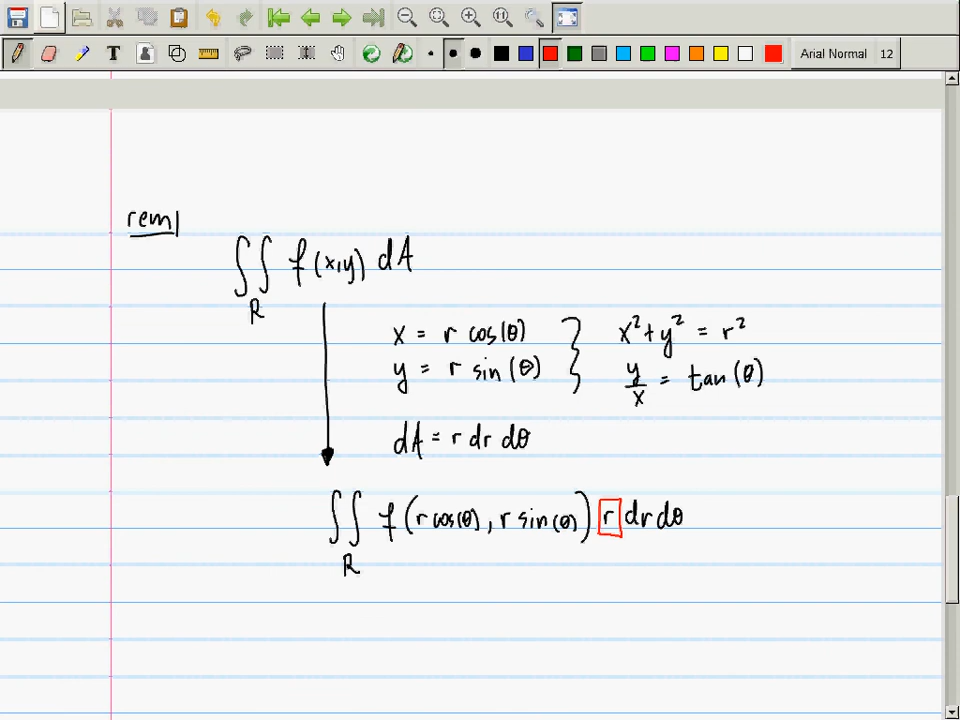 Arial Normal 12
rem|
∫∫_R f(x,y) dA
x = r cos(θ) } x² + y² = r²
y = r sin(θ) } y/x = tan(θ)
dA = r dr dθ
∫∫_R f(r cos(θ), r sin(θ)) r dr dθ